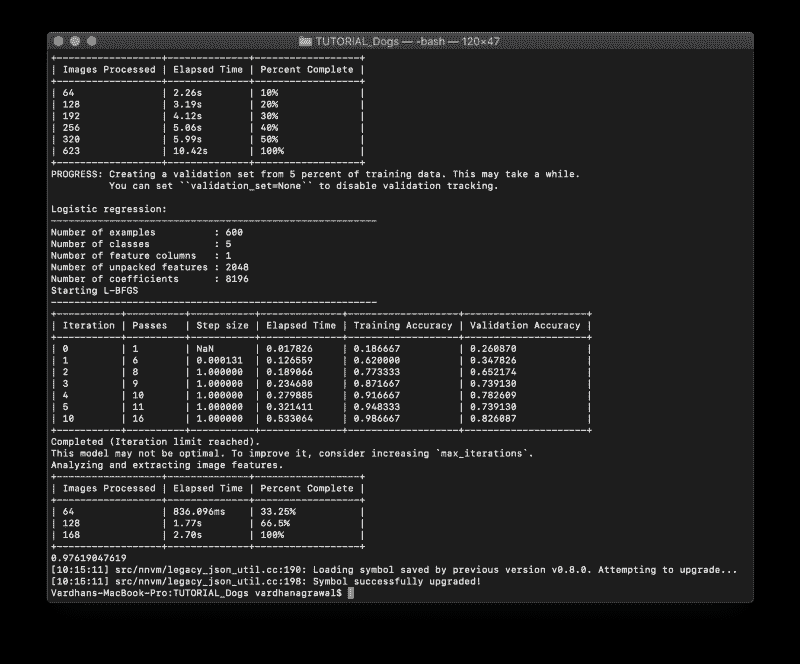 TUTORIAL_Dogs — -bash — 120×47
| Images Processed | Elapsed Time | Percent Complete |
| 64 | 2.26s | 10% |
| 128 | 3.19s | 20% |
| 192 | 4.12s | 30% |
| 256 | 5.06s | 40% |
| 320 | 5.99s | 50% |
| 623 | 10.42s | 100% |
PROGRESS: Creating a validation set from 5 percent of training data. This may take a while.
You can set ``validation_set=None`` to disable validation tracking.
Logistic regression:
Number of examples : 600
Number of classes : 5
Number of feature columns : 1
Number of unpacked features : 2048
Number of coefficients : 8196
Starting L-BFGS
| Iteration | Passes | Step size | Elapsed Time | Training Accuracy | Validation Accuracy |
| 0 | 1 | NaN | 0.017826 | 0.186667 | 0.260870 |
| 1 | 6 | 0.000131 | 0.126559 | 0.620000 | 0.347826 |
| 2 | 8 | 1.000000 | 0.189066 | 0.773333 | 0.652174 |
| 3 | 9 | 1.000000 | 0.234680 | 0.871667 | 0.739130 |
| 4 | 10 | 1.000000 | 0.279885 | 0.916667 | 0.782609 |
| 5 | 11 | 1.000000 | 0.321411 | 0.948333 | 0.739130 |
| 10 | 16 | 1.000000 | 0.533064 | 0.986667 | 0.826087 |
Completed (Iteration limit reached).
This model may not be optimal. To improve it, consider increasing `max_iterations`.
Analyzing and extracting image features.
| Images Processed | Elapsed Time | Percent Complete |
| 64 | 836.096ms | 33.25% |
| 128 | 1.77s | 66.5% |
| 168 | 2.70s | 100% |
0.97619047619
[10:15:11] src/nnvm/legacy_json_util.cc:190: Loading symbol saved by previous version v0.8.0. Attempting to upgrade...
[10:15:11] src/nnvm/legacy_json_util.cc:198: Symbol successfully upgraded!
Vardhans-MacBook-Pro:TUTORIAL_Dogs vardhanagrawal$